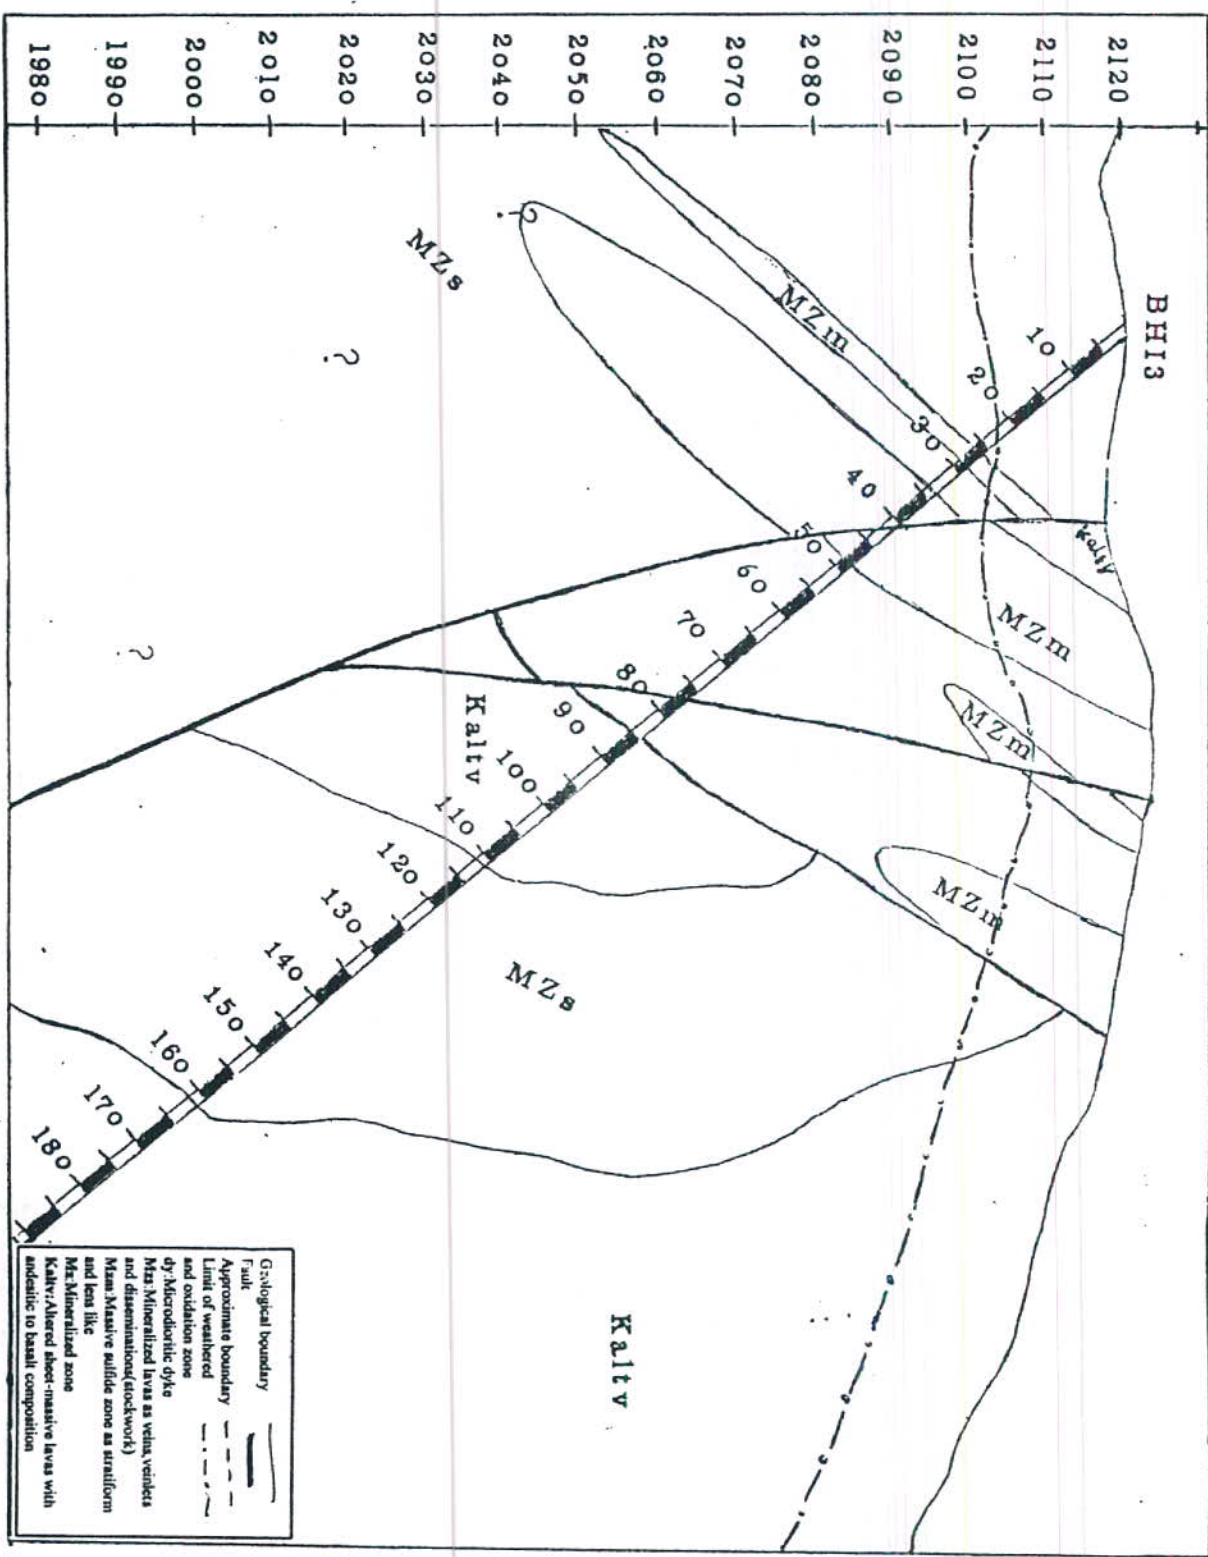 2120
2110
2100
2090
2080
2070
2060
2050
2040
2030
2020
2010
2000
1990
1980
BH13
10
20
30
40
50
60
70
80
90
100
110
120
130
140
150
160
170
180
Kaltv
MZm
MZm
MZm
MZm
MZs
?
?
Kaltv
MZs
Kaltv
Geological boundary
Fault
Approximate boundary
Limit of weathered
and oxidation zone
dy:Microdioritic dyke
Mzs:Mineralized lavas as veins,veinlets
and disseminations(stockwork)
Mzm:Massive sulfide zone as stratiform
and lens like
Mz:Mineralized zone
Kaltv:Altered sheet-massive lavas with
andesitic to basalt composition